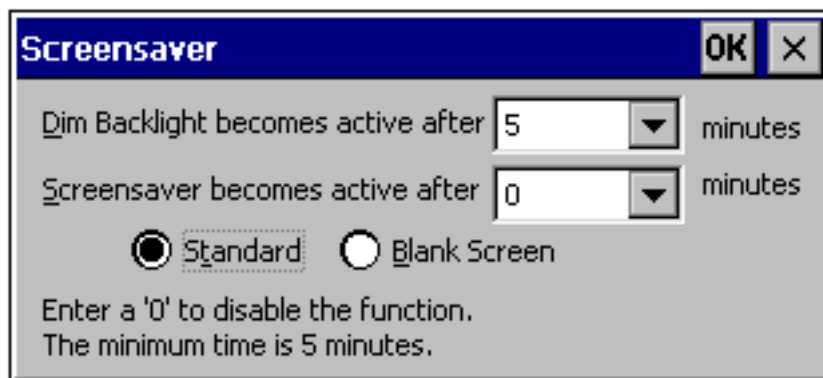 Screensaver OK ×
Dim Backlight becomes active after 5 minutes
Screensaver becomes active after 0 minutes
Standard Blank Screen
Enter a '0' to disable the function.
The minimum time is 5 minutes.